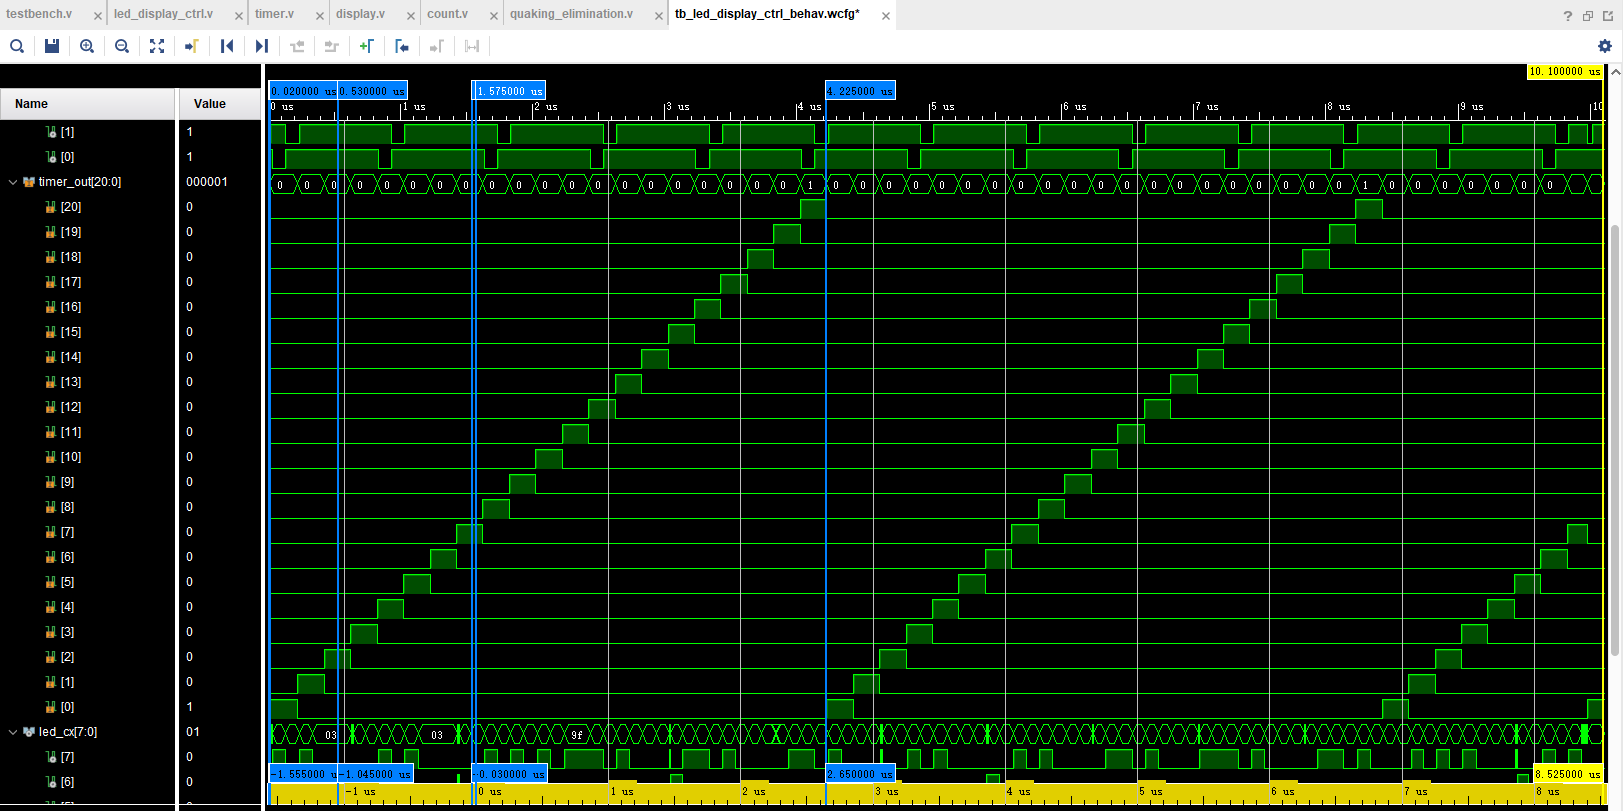 testbench.v × led_display_ctrl.v × timer.v × display.v × count.v × quaking_elimination.v × tb_led_display_ctrl_behav.wcfg* ×
10.100000 us
0.020000 us 0.530000 us 1.575000 us 4.225000 us
Name Value
0 us 1 us 2 us 3 us 4 us 5 us 6 us 7 us 8 us 9 us 10
[1] 1
[0] 1
timer_out[20:0] 000001 0 0 0 0 0 0 0 0 0 0 0 0 0 0 0 0 0 0 0 0 1 0 0 0 0 0 0 0 0 0 0 0 0 0 0 0 0 0 0 0 0 1 0 0 0 0 0 0 0
[20] 0
[19] 0
[18] 0
[17] 0
[16] 0
[15] 0
[14] 0
[13] 0
[12] 0
[11] 0
[10] 0
[9] 0
[8] 0
[7] 0
[6] 0
[5] 0
[4] 0
[3] 0
[2] 0
[1] 0
[0] 1
led_cx[7:0] 01 03 03 9f
[7] 0
[6] 0
-1.555000 u -1.045000 us -0.030000 us 2.650000 us 8.525000 us
-1 us 0 us 1 us 2 us 3 us 4 us 5 us 6 us 7 us 8 us